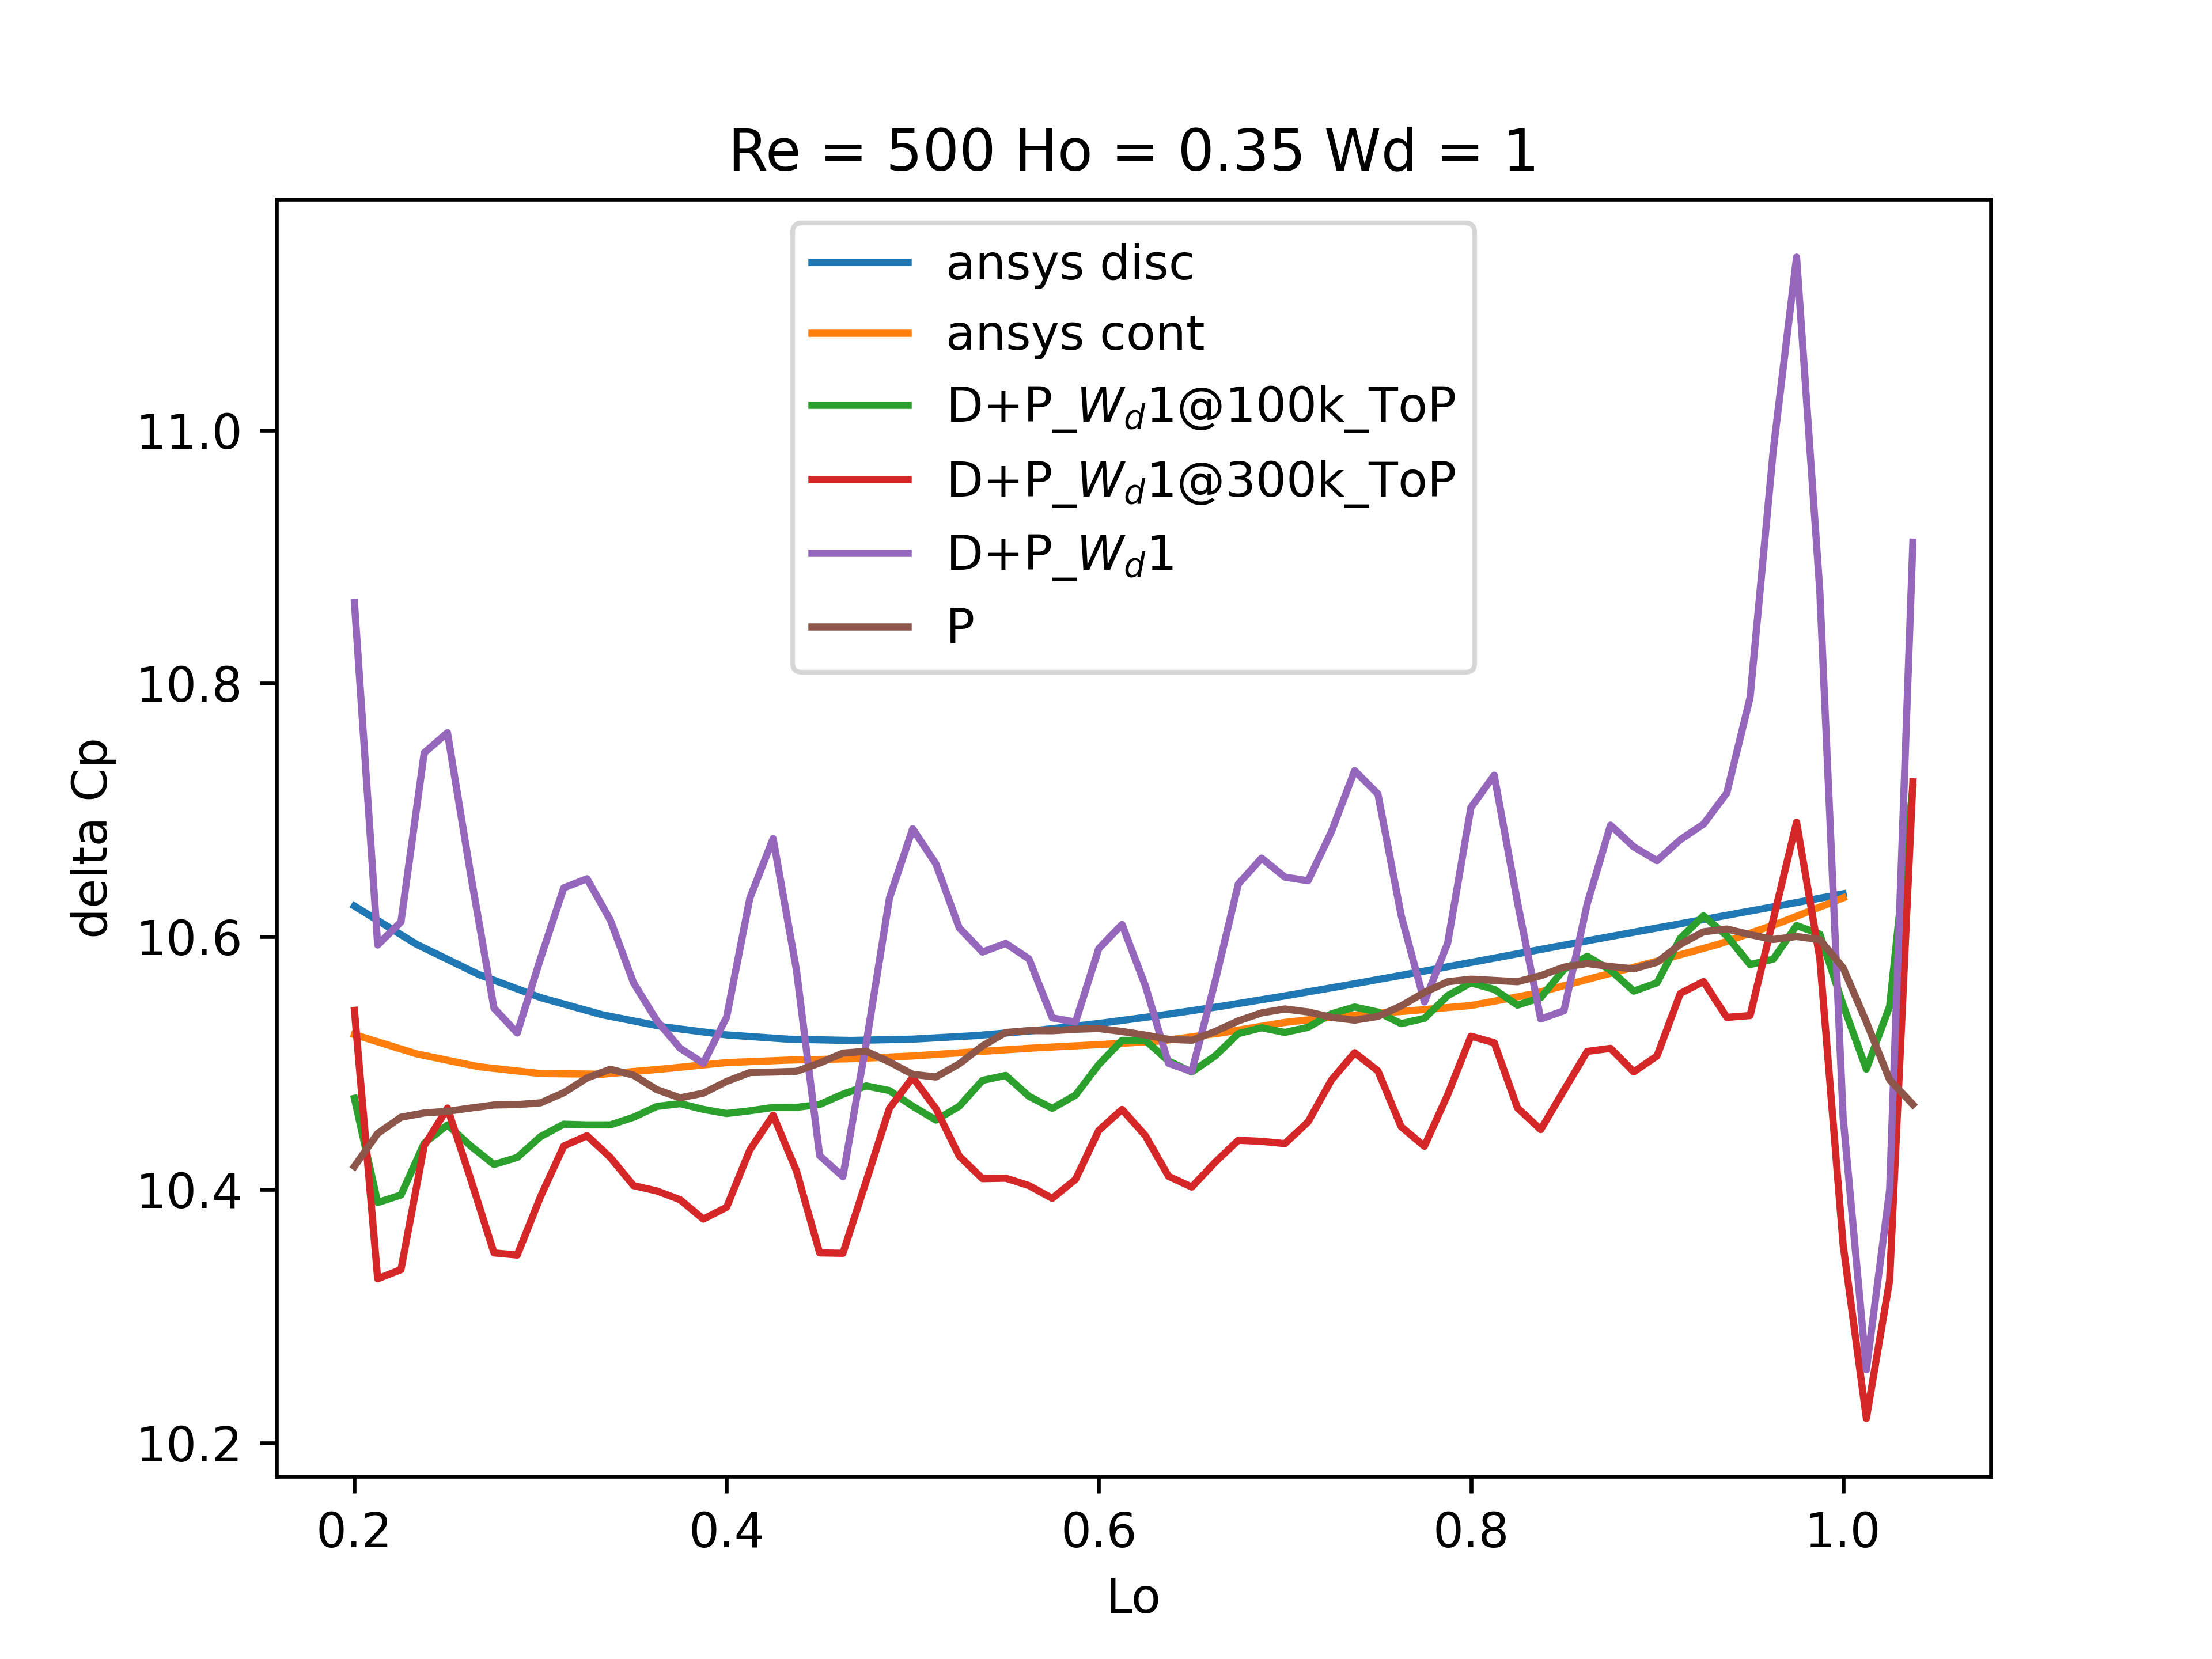 Re = 500 Ho = 0.35 Wd = 1
ansys disc
ansys cont
D+P_W_d1@100k_ToP
D+P_W_d1@300k_ToP
D+P_W_d1
P
11.0
10.8
10.6
10.4
10.2
delta Cp
0.2 0.4 0.6 0.8 1.0
Lo